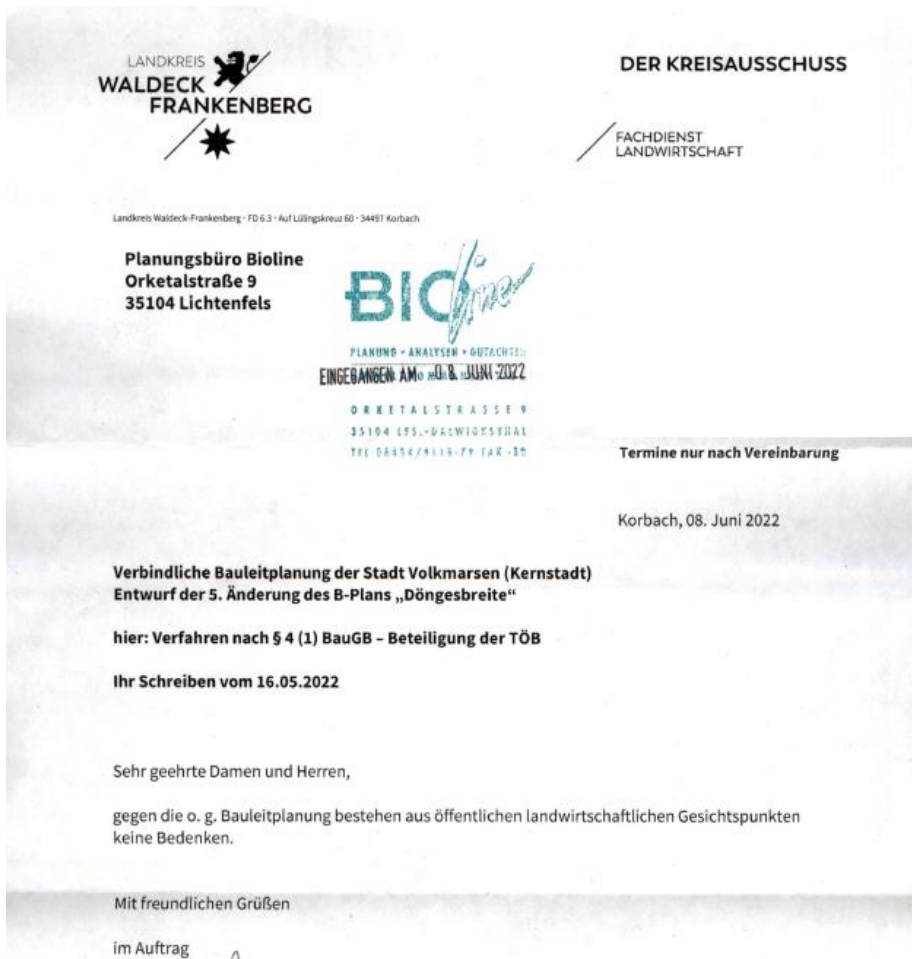 LANDKREIS
WALDECK
FRANKENBERG
DER KREISAUSSCHUSS
FACHDIENST
LANDWIRTSCHAFT
Landkreis Waldeck-Frankenberg · FD 6.3 · Auf Lülingskreuz 60 · 34497 Korbach
Planungsbüro Bioline
Orketalstraße 9
35104 Lichtenfels
BIOline
PLANUNG • ANALYSEN • GUTACHTEN
EINGEGANGEN AM 08. JUNI 2022
ORKETALSTRASSE 9
35104 LFS.-DALWIGKSTHAL
Termine nur nach Vereinbarung
Korbach, 08. Juni 2022
Verbindliche Bauleitplanung der Stadt Volkmarsen (Kernstadt)
Entwurf der 5. Änderung des B-Plans „Döngesbreite“
hier: Verfahren nach § 4 (1) BauGB – Beteiligung der TÖB
Ihr Schreiben vom 16.05.2022
Sehr geehrte Damen und Herren,
gegen die o. g. Bauleitplanung bestehen aus öffentlichen landwirtschaftlichen Gesichtspunkten
keine Bedenken.
Mit freundlichen Grüßen
im Auftrag